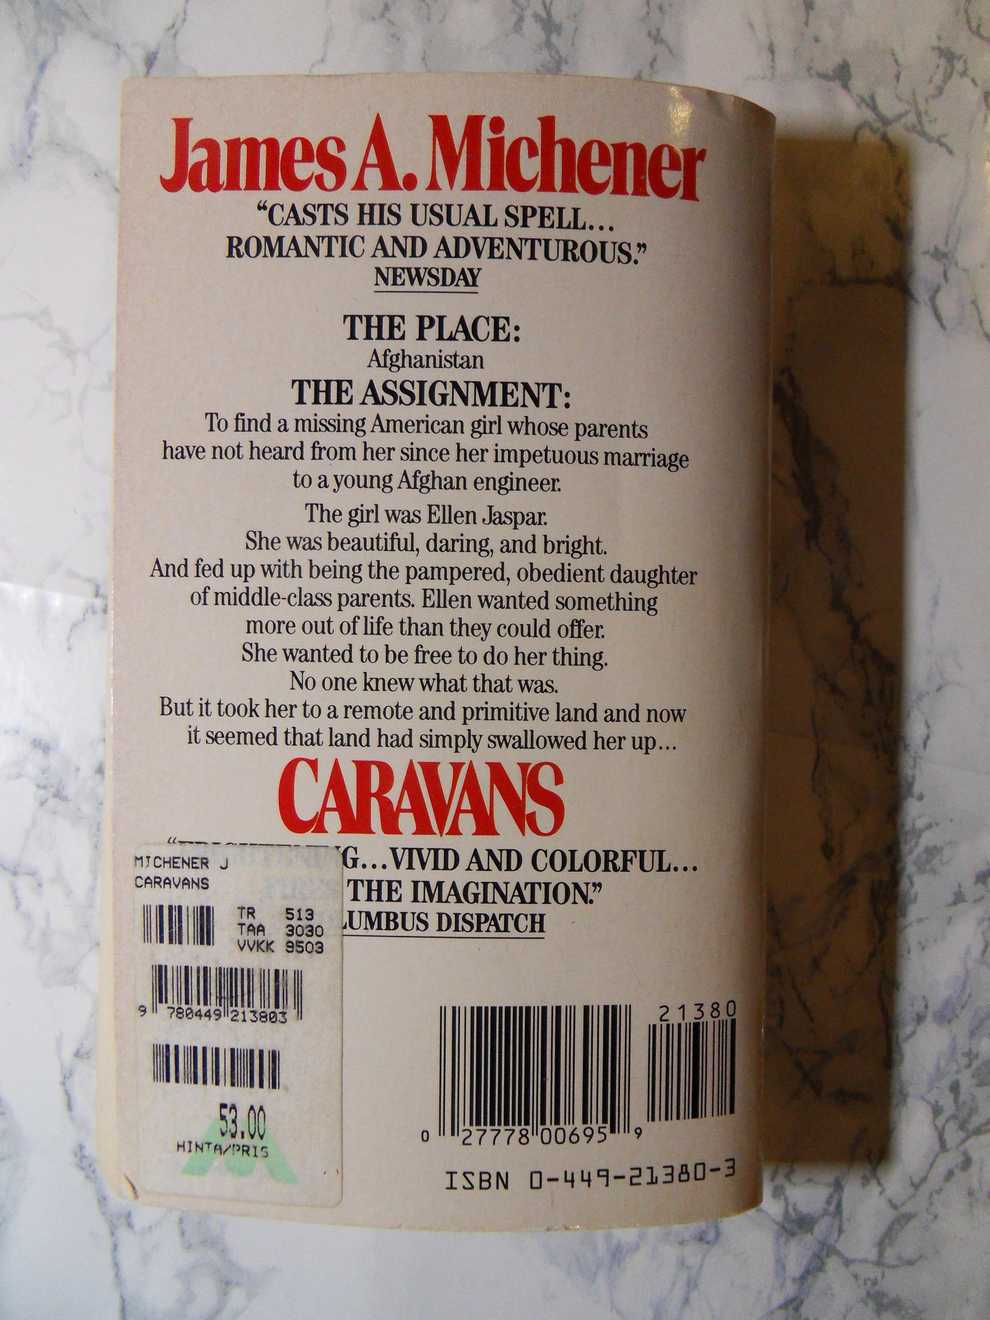 James A. Michener
“CASTS HIS USUAL SPELL...
ROMANTIC AND ADVENTUROUS.”
NEWSDAY
THE PLACE:
Afghanistan
THE ASSIGNMENT:
To find a missing American girl whose parents
have not heard from her since her impetuous marriage
to a young Afghan engineer.
The girl was Ellen Jaspar.
She was beautiful, daring, and bright.
And fed up with being the pampered, obedient daughter
of middle-class parents. Ellen wanted something
more out of life than they could offer.
She wanted to be free to do her thing.
No one knew what that was.
But it took her to a remote and primitive land and now
it seemed that land had simply swallowed her up...
CARAVANS
G...VIVID AND COLORFUL...
THE IMAGINATION.”
LUMBUS DISPATCH
MICHENER J
CARAVANS
TR 513
TAA 3030
VVKK 9503
9 780449 213803
53.00
HINTA/PRIS
21380
0 27778 00695 9
ISBN 0-449-21380-3